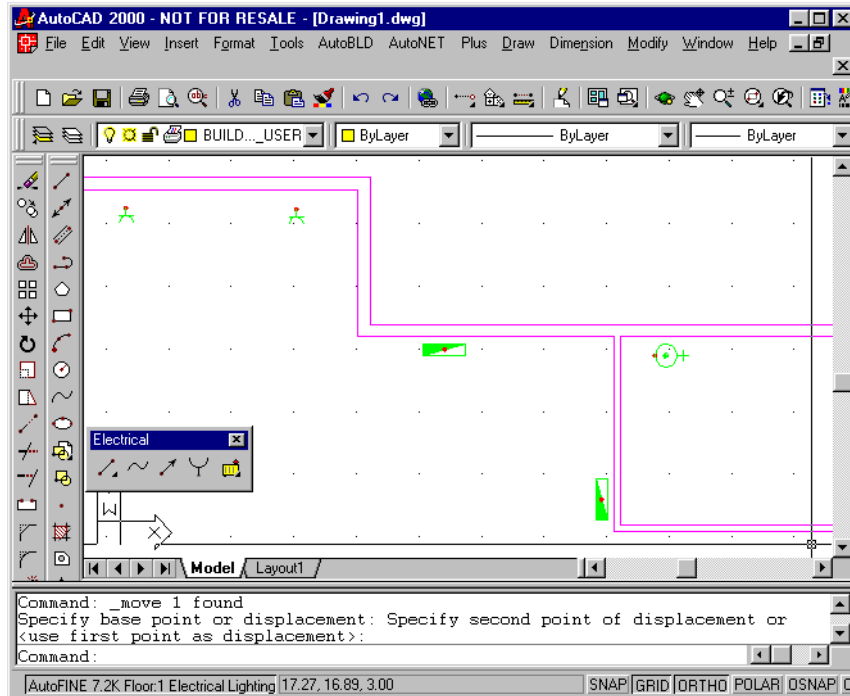 AutoCAD 2000 - NOT FOR RESALE - [Drawing1.dwg]
File Edit View Insert Format Tools AutoBLD AutoNET Plus Draw Dimension Modify Window Help
BUILD..._USER ByLayer ByLayer ByLayer
Electrical
W
X
Model Layout1
Command: _move 1 found
Specify base point or displacement: Specify second point of displacement or
<use first point as displacement>:
Command:
AutoFINE 7.2K Floor:1 Electrical Lighting 17.27, 16.89, 3.00 SNAP GRID ORTHO POLAR OSNAP